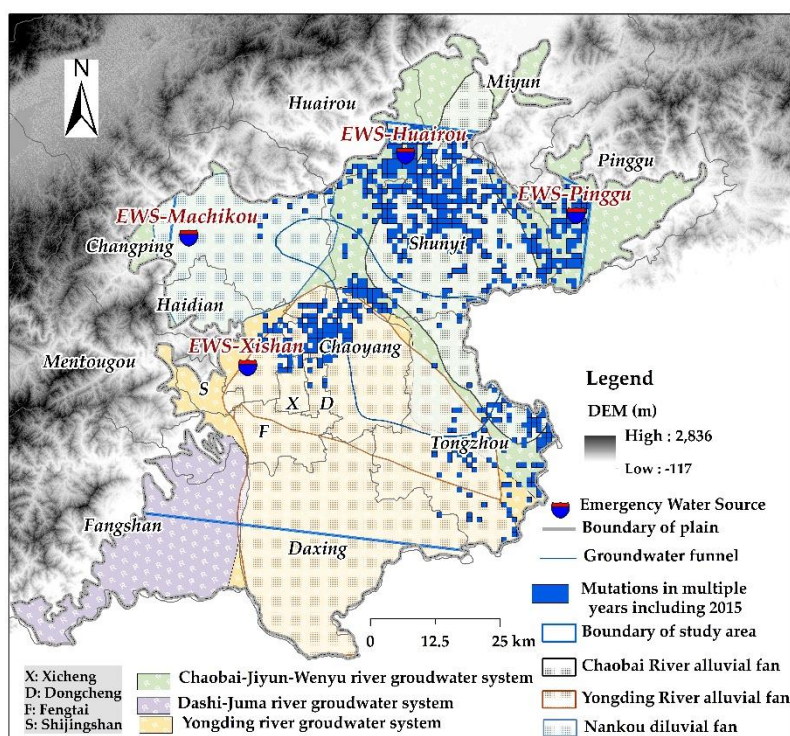 N
Miyun
Huairou
EWS-Huairou
Pinggu
EWS-Pinggu
EWS-Machikou
Changping
Shunyi
Haidian
EWS-Xishan
Chaoyang
Mentougou
S
X
D
F
Tongzhou
Fangshan
Daxing
Legend
DEM (m)
High : 2,836
Low : -117
Emergency Water Source
Boundary of plain
Groundwater funnel
Mutations in multiple
years including 2015
Boundary of study area
Chaobai River alluvial fan
Yongding River alluvial fan
Nankou diluvial fan
0 12.5 25 km
X: Xicheng
D: Dongcheng
F: Fengtai
S: Shijingshan
Chaobai-Jiyun-Wenyu river groudwater system
Dashi-Juma river groundwater system
Yongding river groundwater system